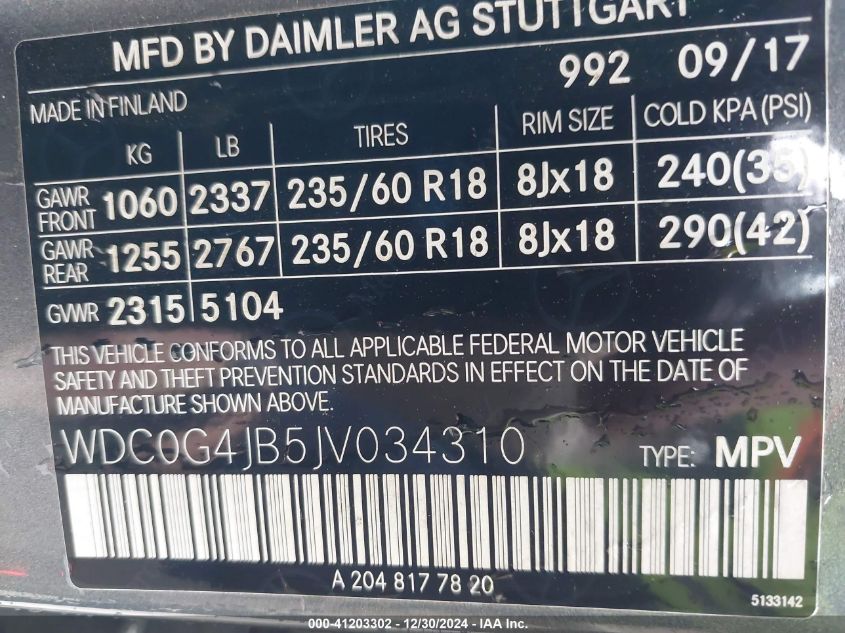 MFD BY DAIMLER AG STUTTGART
992 09/17
MADE IN FINLAND
KG LB TIRES RIM SIZE COLD KPA (PSI)
GAWR FRONT 1060 2337 235/60 R18 8Jx18 240(35)
GAWR REAR 1255 2767 235/60 R18 8Jx18 290(42)
GVWR 2315 5104
THIS VEHICLE CONFORMS TO ALL APPLICABLE FEDERAL MOTOR VEHICLE
SAFETY AND THEFT PREVENTION STANDARDS IN EFFECT ON THE DATE OF
MANUFACTURE SHOWN ABOVE.
WDC0G4JB5JV034310 TYPE: MPV
A 204 817 78 20
5133142
000-41203302 - 12/30/2024 - IAA Inc.